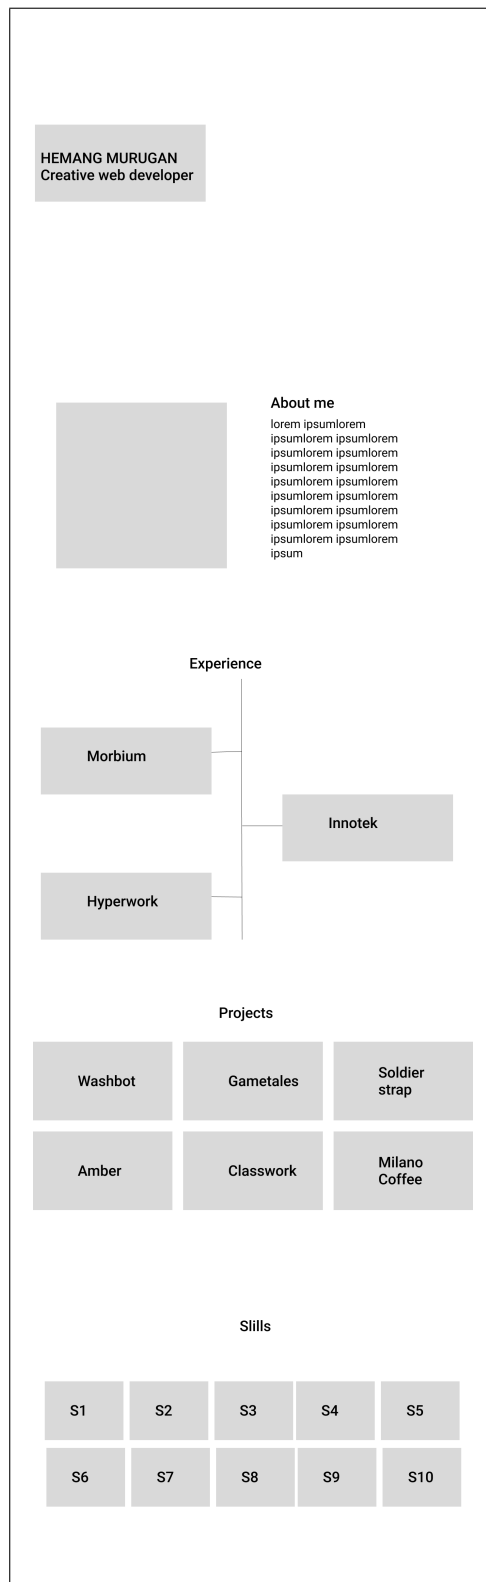 HEMANG MURUGAN
Creative web developer
About me
lorem ipsumlorem
ipsumlorem ipsumlorem
ipsumlorem ipsumlorem
ipsumlorem ipsumlorem
ipsumlorem ipsumlorem
ipsumlorem ipsumlorem
ipsumlorem ipsumlorem
ipsumlorem ipsumlorem
ipsumlorem ipsumlorem
ipsum
Experience
Morbium
Innotek
Hyperwork
Projects
Washbot
Gametales
Soldier
strap
Amber
Classwork
Milano
Coffee
Slills
S1
S2
S3
S4
S5
S6
S7
S8
S9
S10